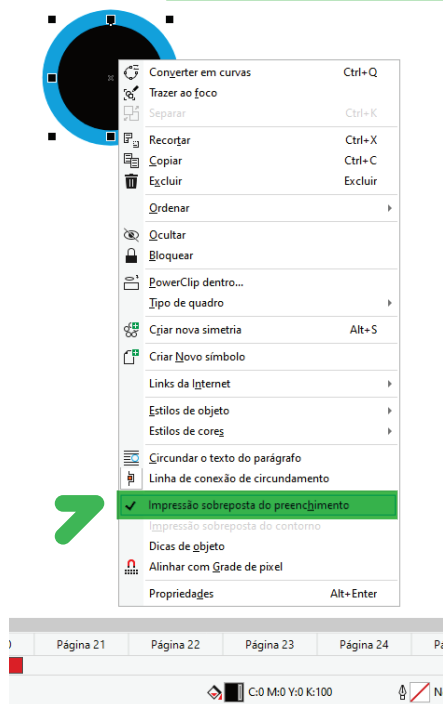 Converter em curvas Ctrl+Q
Trazer ao foco
Separar Ctrl+K
Recortar Ctrl+X
Copiar Ctrl+C
Excluir Excluir
Ordenar
Ocultar
Bloquear
PowerClip dentro...
Tipo de quadro
Criar nova simetria Alt+S
Criar Novo símbolo
Links da Internet
Estilos de objeto
Estilos de cores
Circundar o texto do parágrafo
Linha de conexão de circundamento
Impressão sobreposta do preenchimento
Impressão sobreposta do contorno
Dicas de objeto
Alinhar com Grade de pixel
Propriedades Alt+Enter
Página 21 Página 22 Página 23 Página 24
C:0 M:0 Y:0 K:100